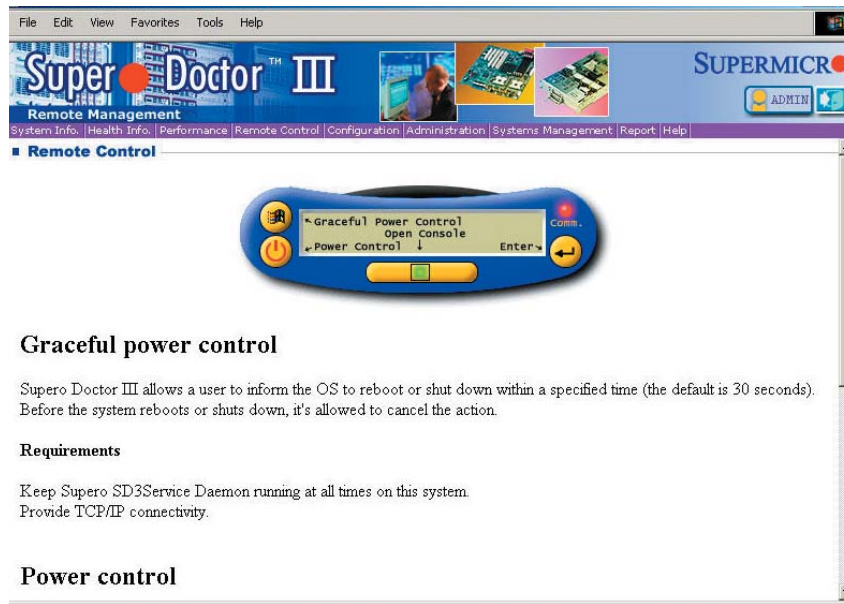 File Edit View Favorites Tools Help
Super Doctor™ III
SUPERMICR
Remote Management
ADMIN
System Info. Health Info. Performance Remote Control Configuration Administration Systems Management Report Help
Remote Control
Graceful Power Control
Open Console
Power Control ↓ Enter
Comm.
Graceful power control
Supero Doctor III allows a user to inform the OS to reboot or shut down within a specified time (the default is 30 seconds).
Before the system reboots or shuts down, it's allowed to cancel the action.
Requirements
Keep Supero SD3Service Daemon running at all times on this system.
Provide TCP/IP connectivity.
Power control